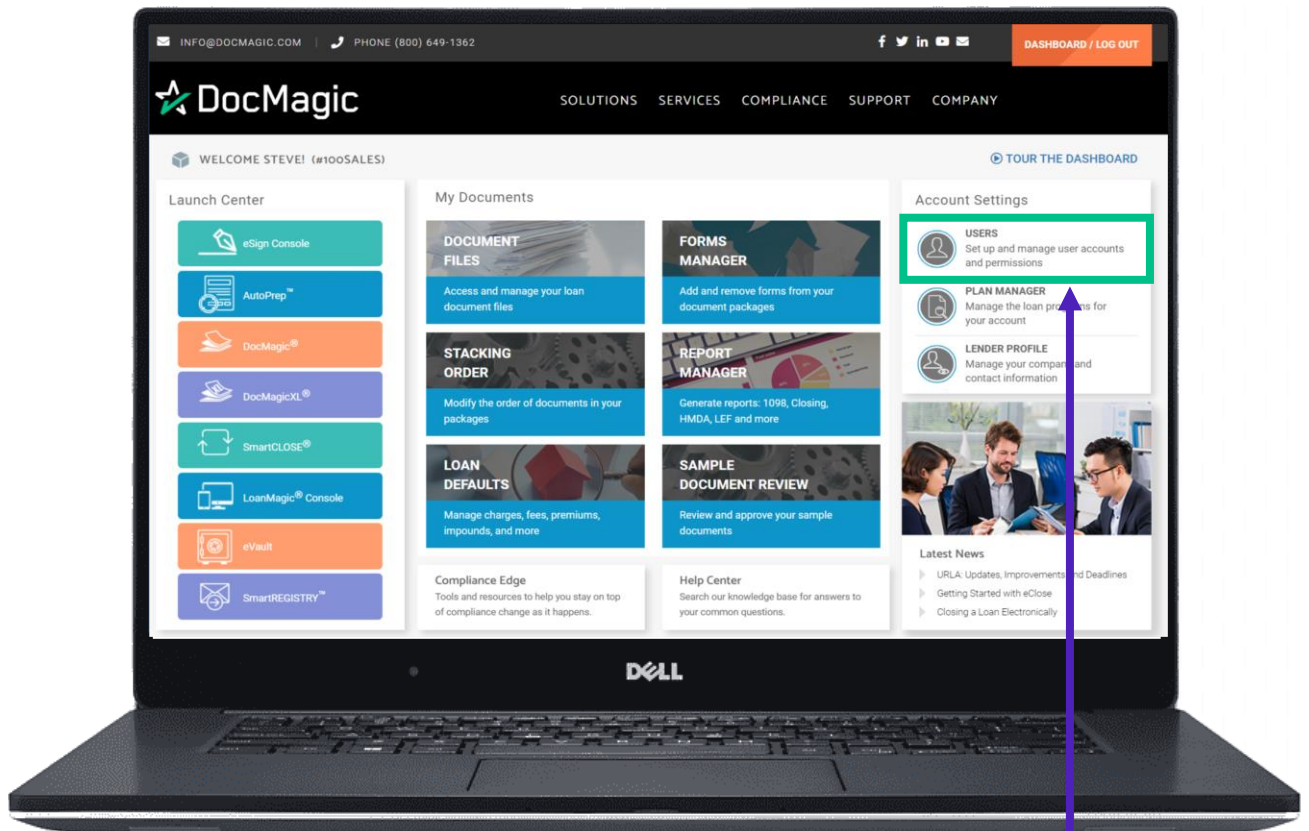 INFO@DOCMAGIC.COM | PHONE (800) 649-1362
DASHBOARD / LOG OUT
DocMagic
SOLUTIONS SERVICES COMPLIANCE SUPPORT COMPANY
WELCOME STEVE! (#100SALES)
TOUR THE DASHBOARD
Launch Center
eSign Console
AutoPrep™
DocMagic®
DocMagicXL®
SmartCLOSE®
LoanMagic® Console
eVault
SmartREGISTRY™
My Documents
DOCUMENT
FILES
Access and manage your loan
document files
FORMS
MANAGER
Add and remove forms from your
document packages
STACKING
ORDER
Modify the order of documents in your
packages
REPORT
MANAGER
Generate reports: 1098, Closing,
HMDA, LEF and more
LOAN
DEFAULTS
Manage charges, fees, premiums,
impounds, and more
SAMPLE
DOCUMENT REVIEW
Review and approve your sample
documents
Compliance Edge
Tools and resources to help you stay on top
of compliance change as it happens.
Help Center
Search our knowledge base for answers to
your common questions.
Account Settings
USERS
Set up and manage user accounts
and permissions
PLAN MANAGER
Manage the loan programs for
your account
LENDER PROFILE
Manage your company and
contact information
Latest News
URLA: Updates, Improvements and Deadlines
Getting Started with eClose
Closing a Loan Electronically
DELL